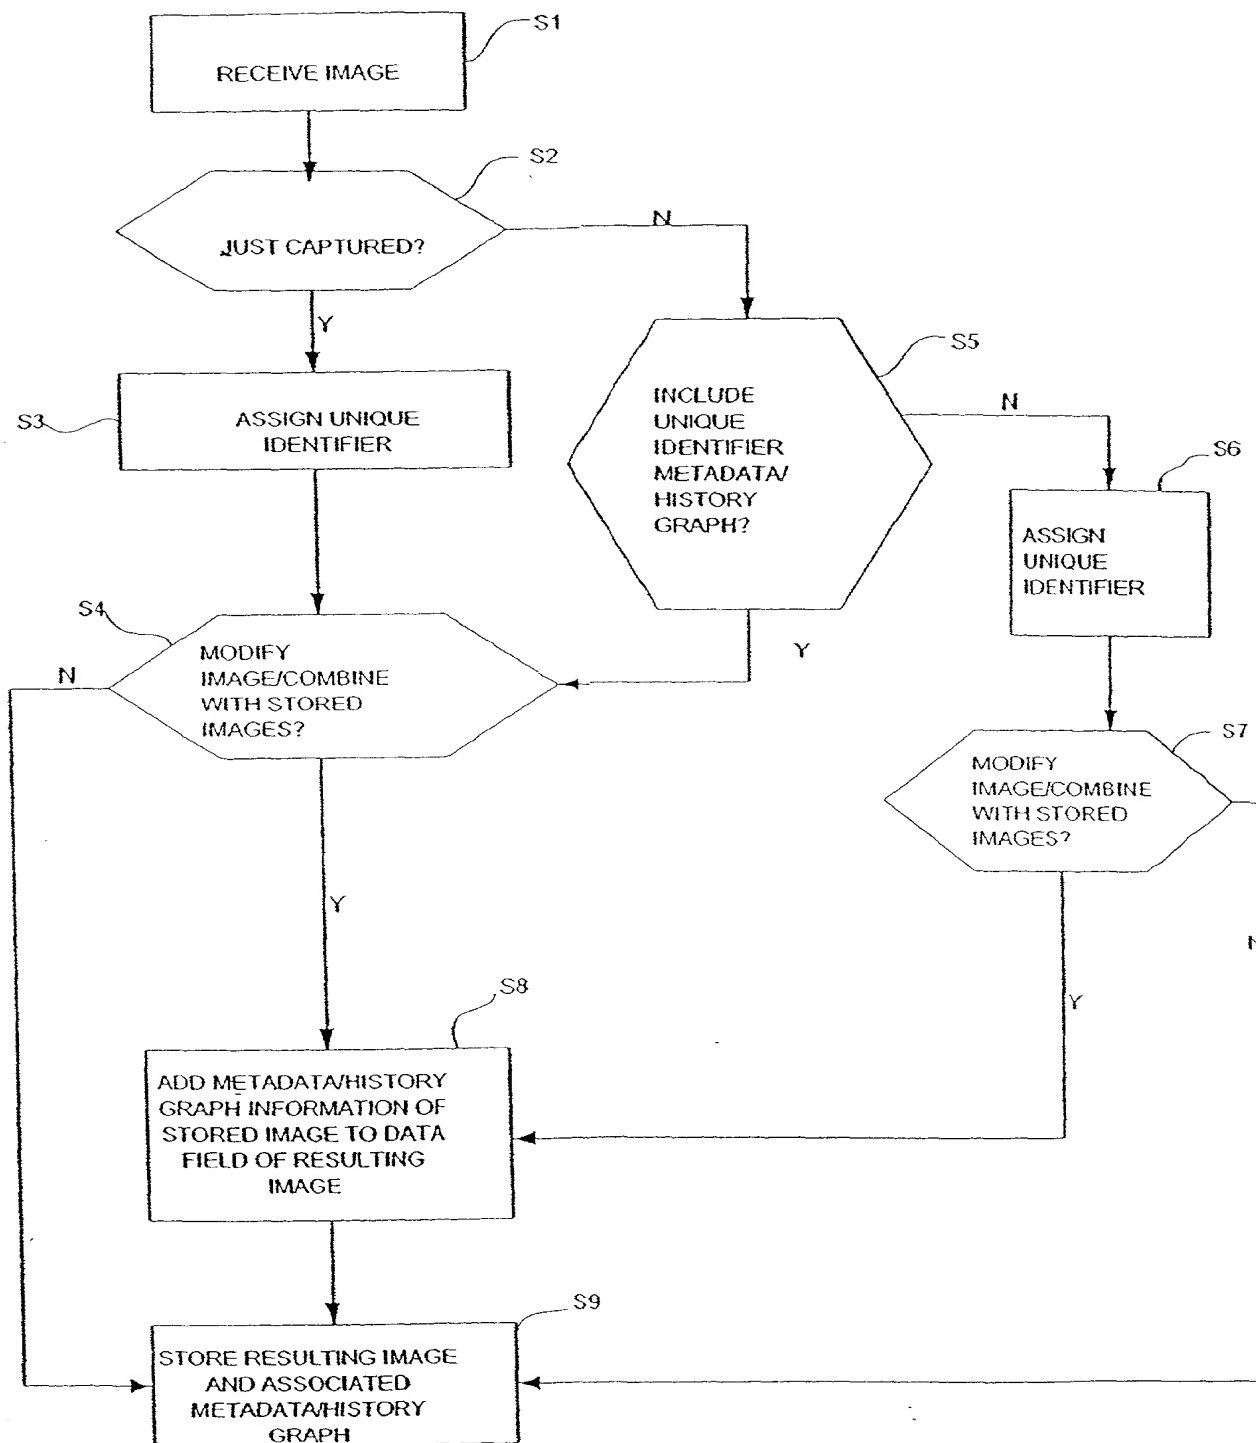 S1
RECEIVE IMAGE
S2
JUST CAPTURED?
N
Y
S3
ASSIGN UNIQUE
IDENTIFIER
S5
INCLUDE
UNIQUE
IDENTIFIER
METADATA/
HISTORY
GRAPH?
N
Y
S6
ASSIGN
UNIQUE
IDENTIFIER
S4
MODIFY
IMAGE/COMBINE
WITH STORED
IMAGES?
N
Y
S7
MODIFY
IMAGE/COMBINE
WITH STORED
IMAGES?
Y
S8
ADD METADATA/HISTORY
GRAPH INFORMATION OF
STORED IMAGE TO DATA
FIELD OF RESULTING
IMAGE
S9
STORE RESULTING IMAGE
AND ASSOCIATED
METADATA/HISTORY
GRAPH